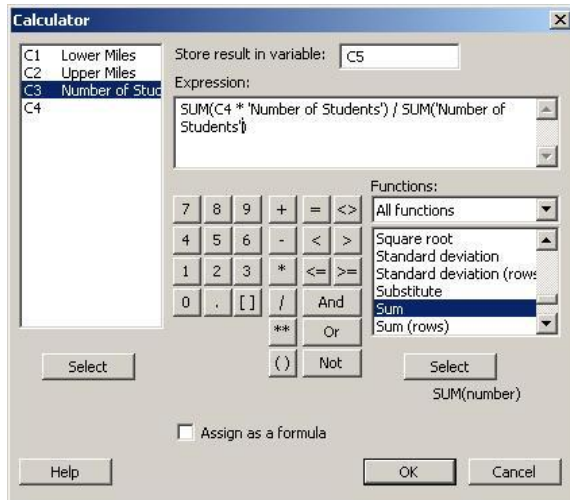 Calculator
C1 Lower Miles
C2 Upper Miles
C3 Number of Stud
C4
Select
Store result in variable: C5
Expression:
SUM(C4 * 'Number of Students') / SUM('Number of
Students')
Functions:
All functions
7 8 9 + = <>
4 5 6 - < >
1 2 3 * <= >=
0 . [] / And
** Or
() Not
Square root
Standard deviation
Standard deviation (rows
Substitute
Sum
Sum (rows)
Select
SUM(number)
Assign as a formula
Help
OK
Cancel